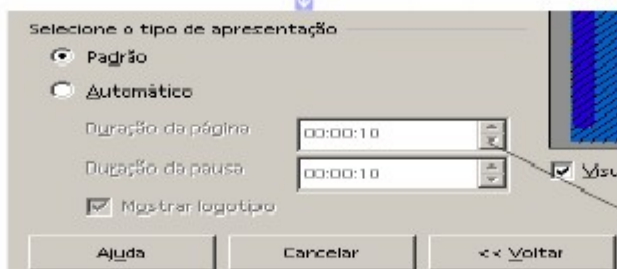 Selecione o tipo de apresentação
Padrão
Automático
Duração da página 00:00:10
Duração da pausa 00:00:10
Mostrar logotipo
Visu
Ajuda Cancelar << Voltar